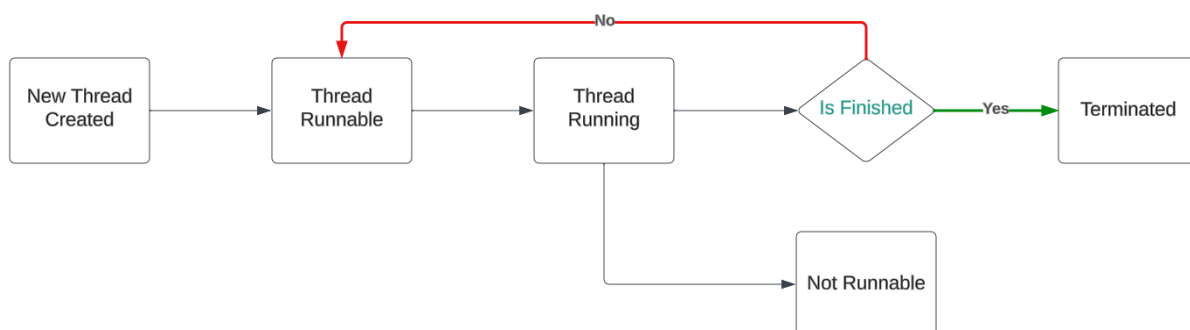 No
New Thread
Created
Thread
Runnable
Thread
Running
Is Finished
Yes
Terminated
Not Runnable